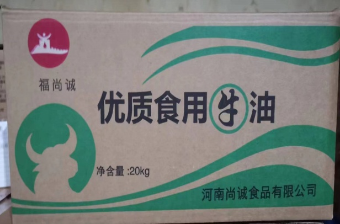 福尚诚
优质食用牛油
净含量:20kg
河南尚诚食品有限公司